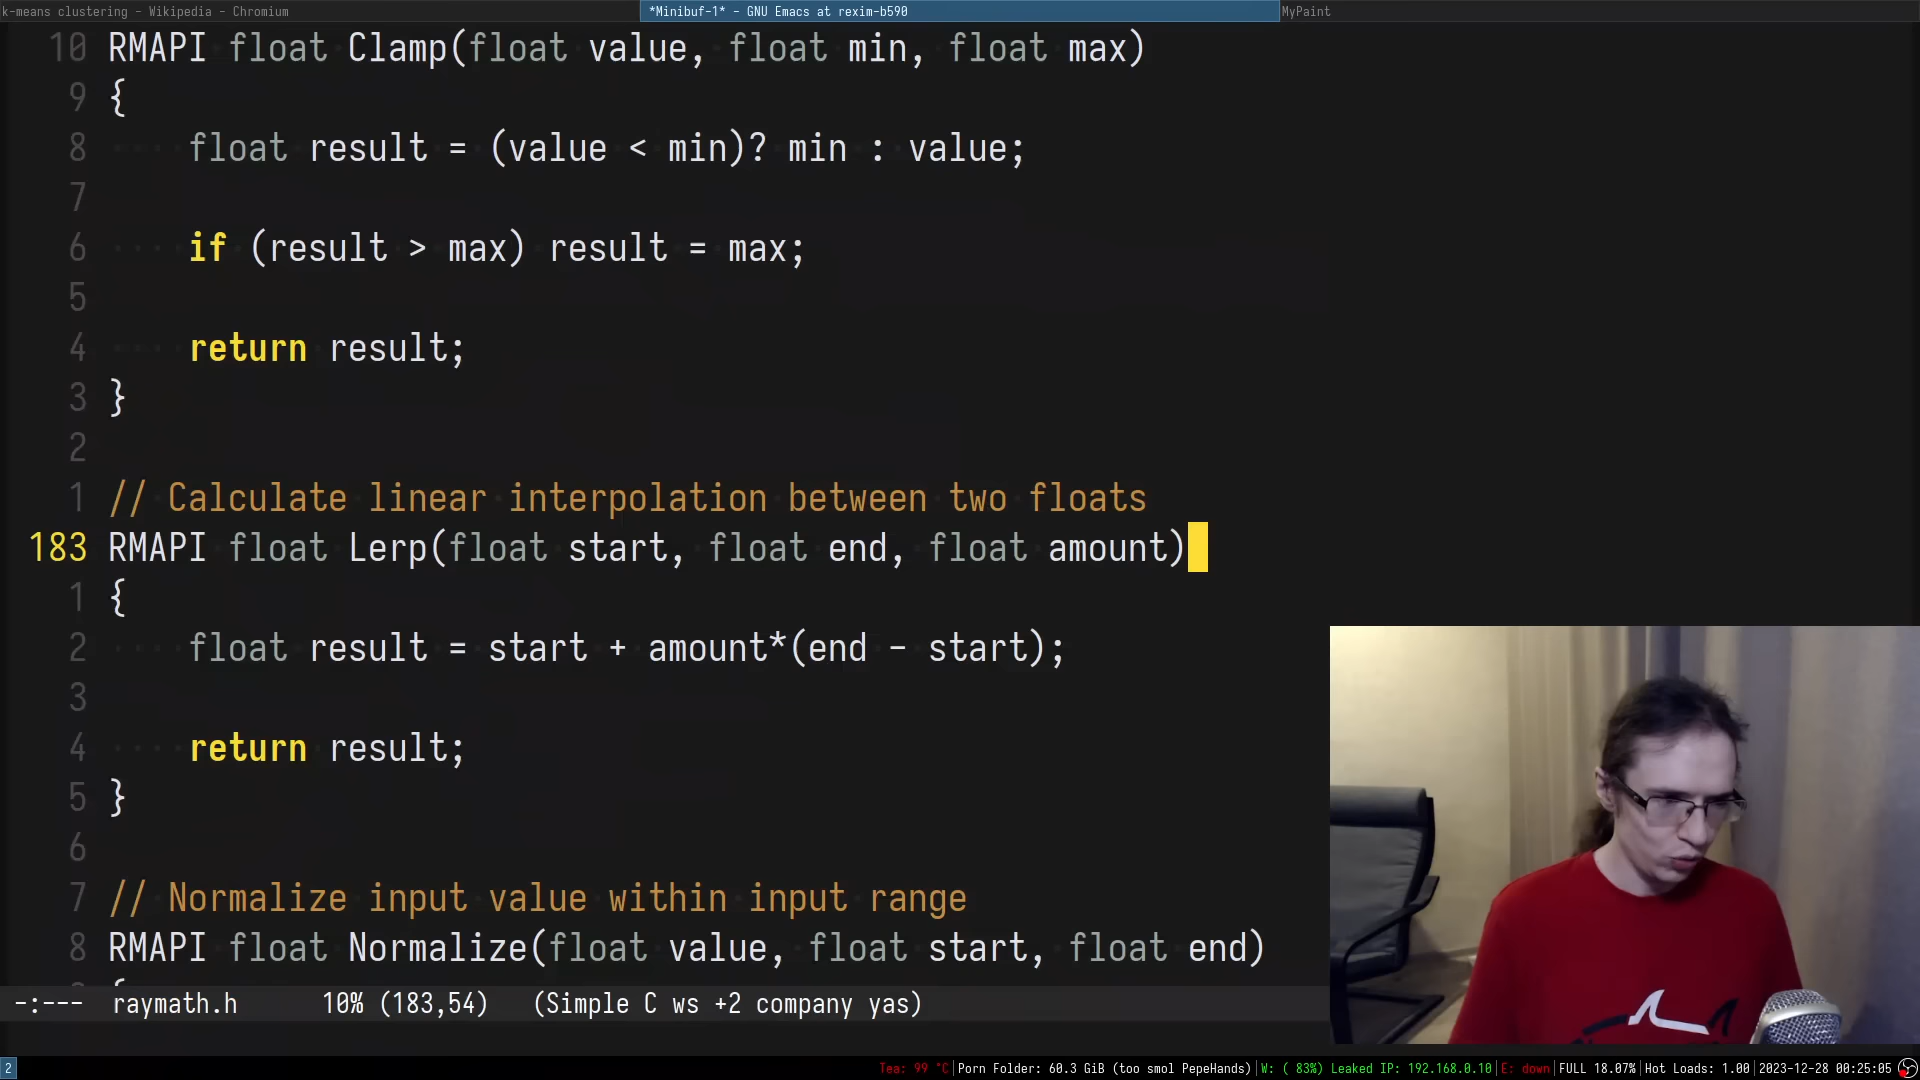 k-means clustering - Wikipedia - Chromium
*Minibuf-1* - GNU Emacs at rexim-b590
MyPaint
10 RMAPI float Clamp(float value, float min, float max)
9 {
8 float result = (value < min)? min : value;
7
6 if (result > max) result = max;
5
4 return result;
3 }
2
1 // Calculate linear interpolation between two floats
183 RMAPI float Lerp(float start, float end, float amount)
1 {
2 float result = start + amount*(end - start);
3
4 return result;
5 }
6
7 // Normalize input value within input range
8 RMAPI float Normalize(float value, float start, float end)
-:--- raymath.h 10% (183,54) (Simple C ws +2 company yas)
2
Tea: 99 °C|Porn Folder: 60.3 GiB (too smol PepeHands)|W: ( 83%) Leaked IP: 192.168.0.10|E: down|FULL 18.07%|Hot Loads: 1.00|2023-12-28 00:25:05